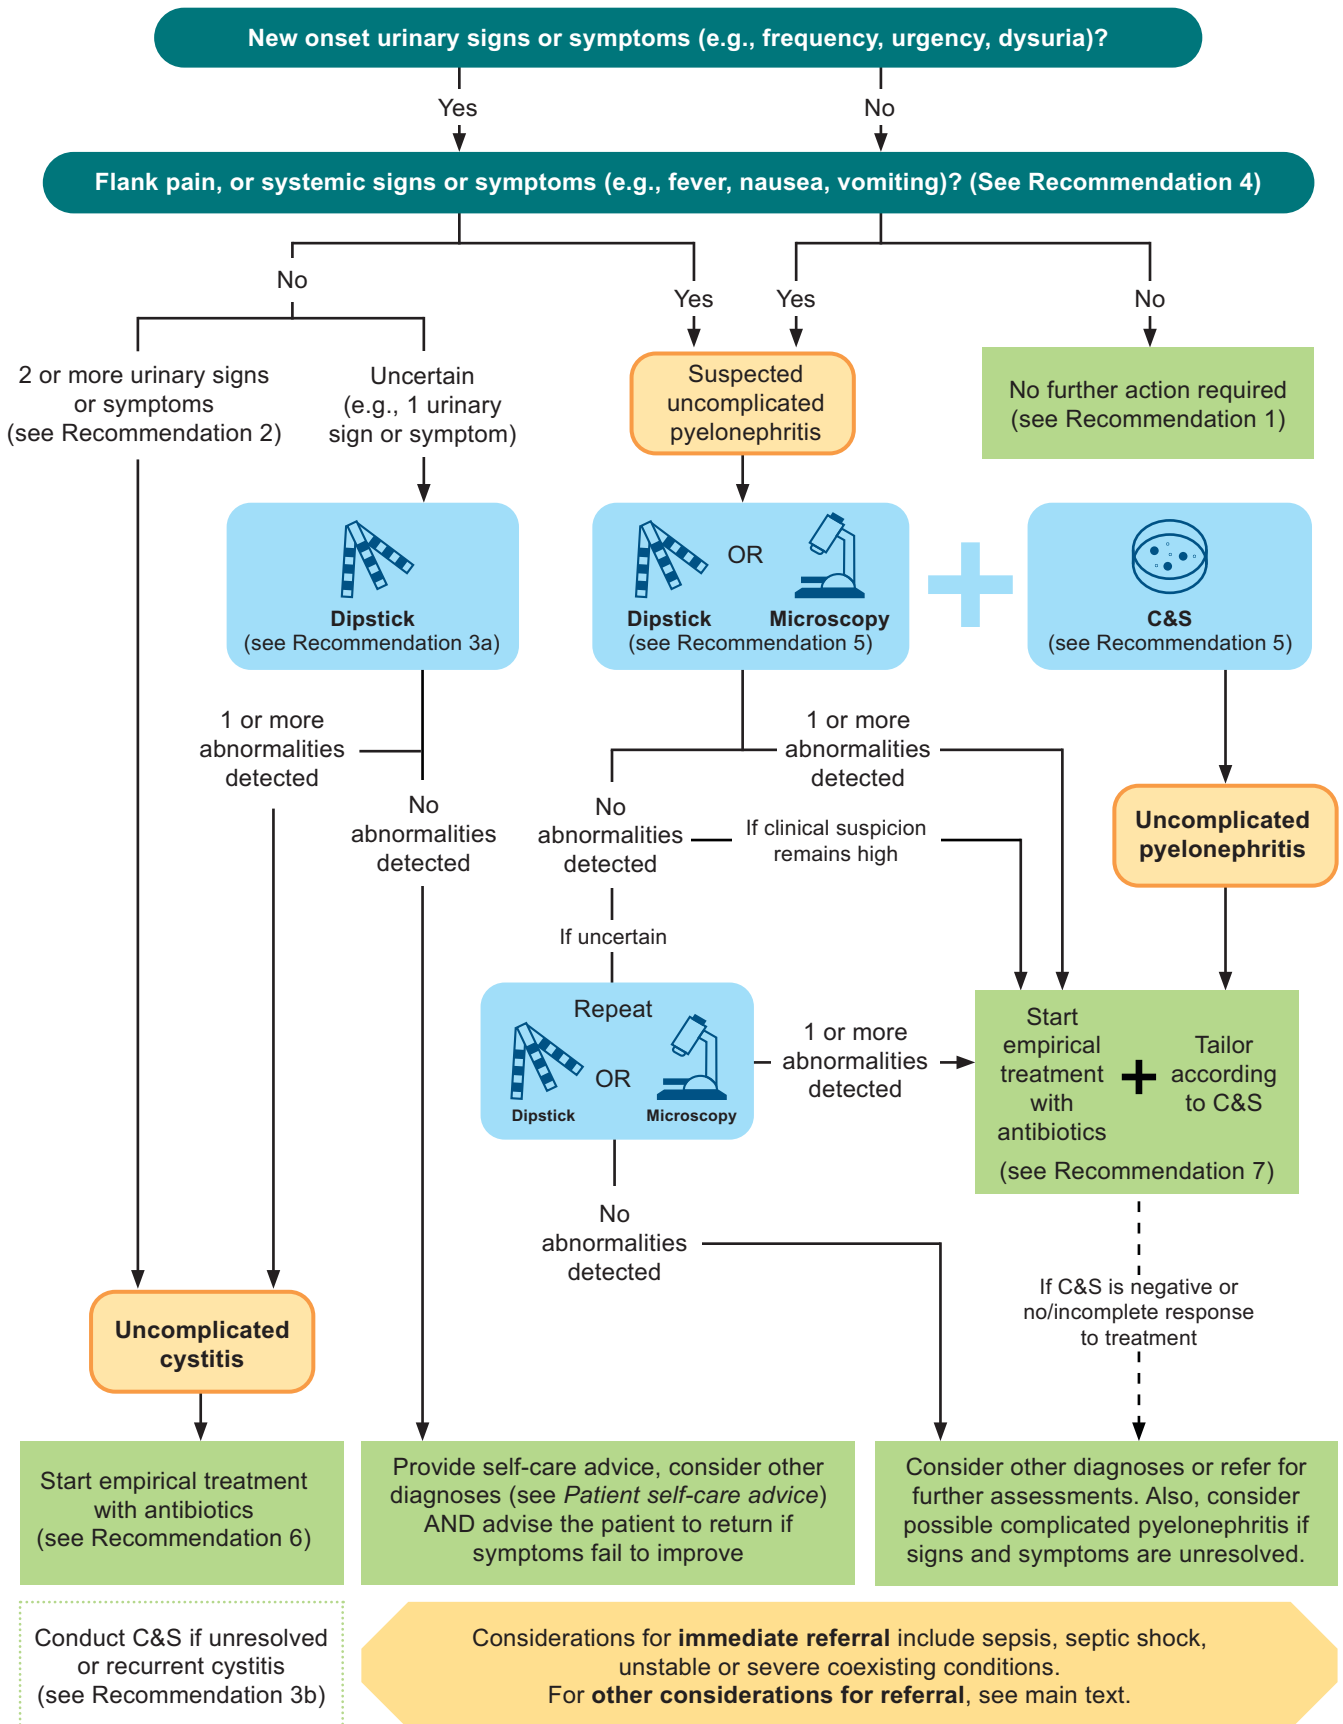 New onset urinary signs or symptoms (e.g., frequency, urgency, dysuria)?
Yes
No
Flank pain, or systemic signs or symptoms (e.g., fever, nausea, vomiting)? (See Recommendation 4)
No
Yes
Yes
No
2 or more urinary signs
or symptoms
(see Recommendation 2)
Uncertain
(e.g., 1 urinary
sign or symptom)
Suspected
uncomplicated
pyelonephritis
No further action required
(see Recommendation 1)
Dipstick
(see Recommendation 3a)
OR
Dipstick
Microscopy
(see Recommendation 5)
C&S
(see Recommendation 5)
1 or more
abnormalities
detected
No
abnormalities
detected
1 or more
abnormalities
detected
No
abnormalities
detected
If clinical suspicion
remains high
Uncomplicated
pyelonephritis
If uncertain
Repeat
OR
Dipstick
Microscopy
1 or more
abnormalities
detected
Start
empirical
treatment
with
antibiotics
+
Tailor
according
to C&S
(see Recommendation 7)
No
abnormalities
detected
If C&S is negative or
no/incomplete response
to treatment
Uncomplicated
cystitis
Start empirical treatment
with antibiotics
(see Recommendation 6)
Provide self-care advice, consider other
diagnoses (see Patient self-care advice)
AND advise the patient to return if
symptoms fail to improve
Consider other diagnoses or refer for
further assessments. Also, consider
possible complicated pyelonephritis if
signs and symptoms are unresolved.
Conduct C&S if unresolved
or recurrent cystitis
(see Recommendation 3b)
Considerations for immediate referral include sepsis, septic shock,
unstable or severe coexisting conditions.
For other considerations for referral, see main text.